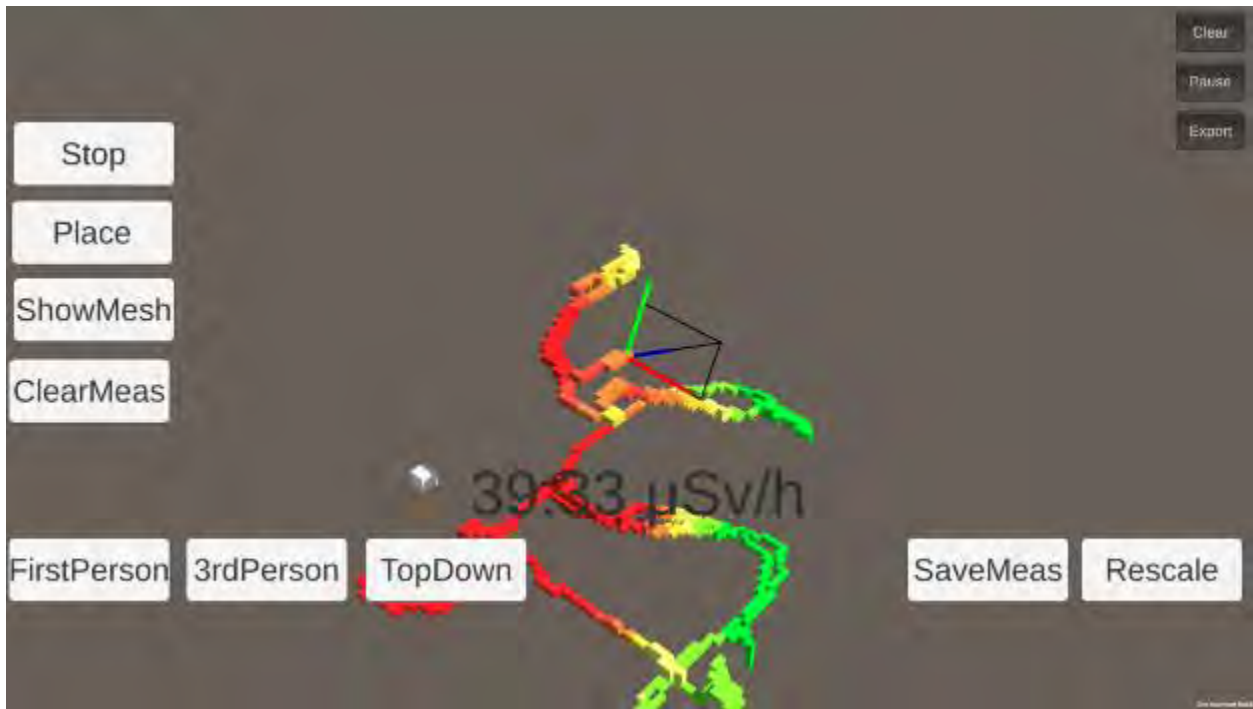 Clear
Pause
Export
Stop
Place
ShowMesh
ClearMeas
39.33 µSv/h
FirstPerson 3rdPerson TopDown
SaveMeas Rescale